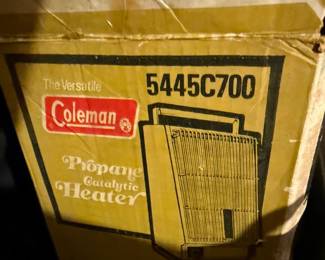 The Versatile
5445C700
Coleman
Propane
Catalytic
Heater